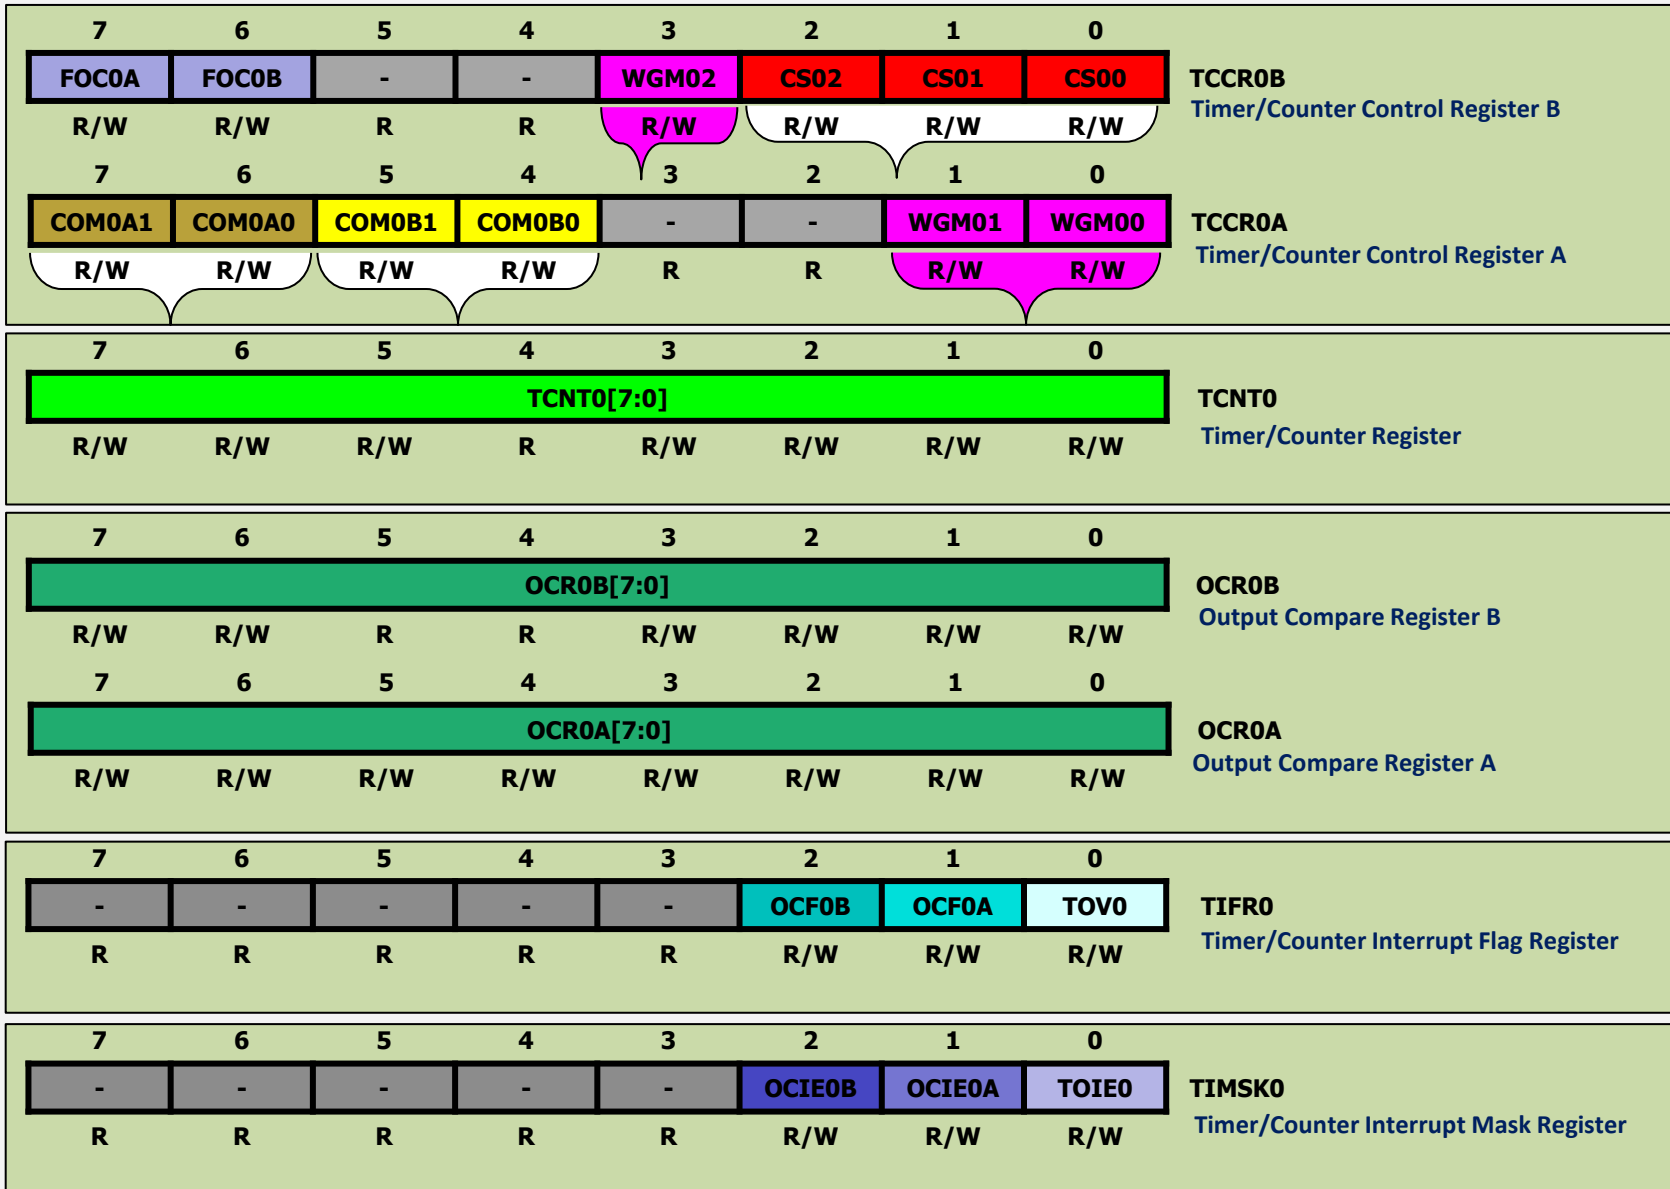 7 6 5 4 3 2 1 0
FOC0A FOC0B - - WGM02 CS02 CS01 CS00 TCCR0B
Timer/Counter Control Register B
R/W R/W R R R/W R/W R/W R/W
7 6 5 4 3 2 1 0
COM0A1 COM0A0 COM0B1 COM0B0 - - WGM01 WGM00 TCCR0A
Timer/Counter Control Register A
R/W R/W R/W R/W R R R/W R/W
7 6 5 4 3 2 1 0
TCNT0[7:0] TCNT0
Timer/Counter Register
R/W R/W R/W R R/W R/W R/W R/W
7 6 5 4 3 2 1 0
OCR0B[7:0] OCR0B
Output Compare Register B
R/W R/W R R R/W R/W R/W R/W
7 6 5 4 3 2 1 0
OCR0A[7:0] OCR0A
Output Compare Register A
R/W R/W R/W R/W R/W R/W R/W R/W
7 6 5 4 3 2 1 0
- - - - - OCF0B OCF0A TOV0 TIFR0
Timer/Counter Interrupt Flag Register
R R R R R R/W R/W R/W
7 6 5 4 3 2 1 0
- - - - - OCIE0B OCIE0A TOIE0 TIMSK0
Timer/Counter Interrupt Mask Register
R R R R R R/W R/W R/W